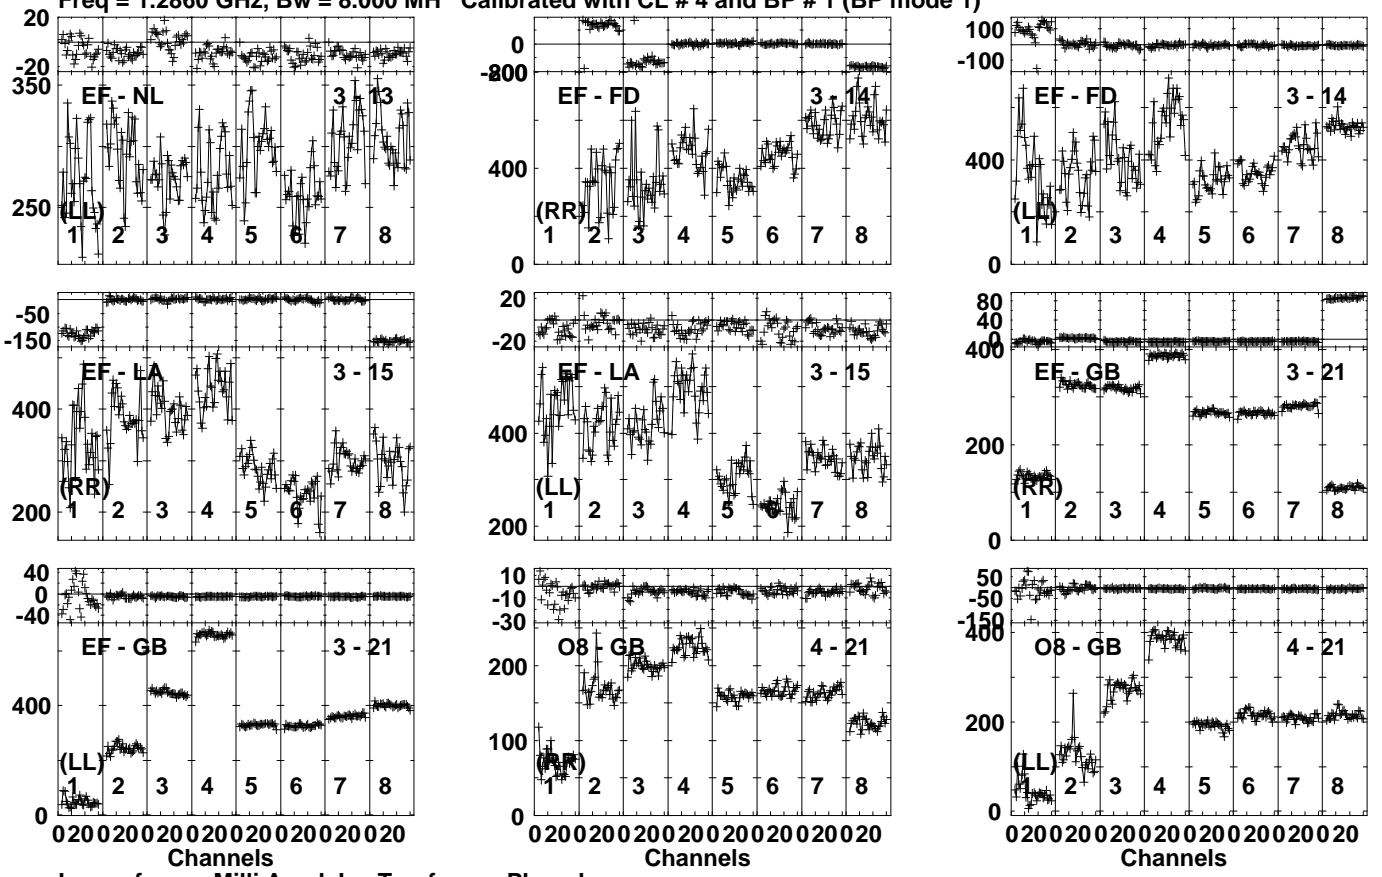 Freq = 1.2860 GHz, Bw = 8.000 MH Calibrated with CL # 4 and BP # 1 (BP mode 1)
20
-20
350
250
EF - NL 3 - 13
(LL)
1 2 3 4 5 6 7 8
0
-200
800
400
0
EF - FD 3 - 14
(RR)
1 2 3 4 5 6 7 8
100
-100
400
0
EF - FD 3 - 14
(LL)
1 2 3 4 5 6 7 8
-50
-150
400
200
EF - LA 3 - 15
(RR)
1 2 3 4 5 6 7 8
20
-20
400
200
EF - LA 3 - 15
(LL)
1 2 3 4 5 6 7 8
80
40
0
400
200
0
EF - GB 3 - 21
(RR)
1 2 3 4 5 6 7 8
40
0
-40
400
0
EF - GB 3 - 21
(LL)
1 2 3 4 5 6 7 8
0 20 0 20 0 20 0 20 0 20 0 20 0 20 0 20
Channels
10
-10
-30
200
100
0
O8 - GB 4 - 21
(RR)
1 2 3 4 5 6 7 8
0 20 0 20 0 20 0 20 0 20 0 20 0 20 0 20
50
-50
-150
400
200
0
O8 - GB 4 - 21
(LL)
1 2 3 4 5 6 7 8
0 20 0 20 0 20 0 20 0 20 0 20 0 20 0 20
Channels